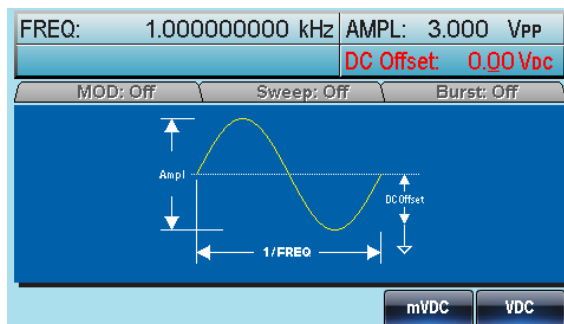 FREQ: 1.000000000 kHz AMPL: 3.000 VPP
DC Offset: 0.00 VDC
MOD: Off Sweep: Off Burst: Off
Ampl
DC Offset
1/FREQ
mVDC VDC